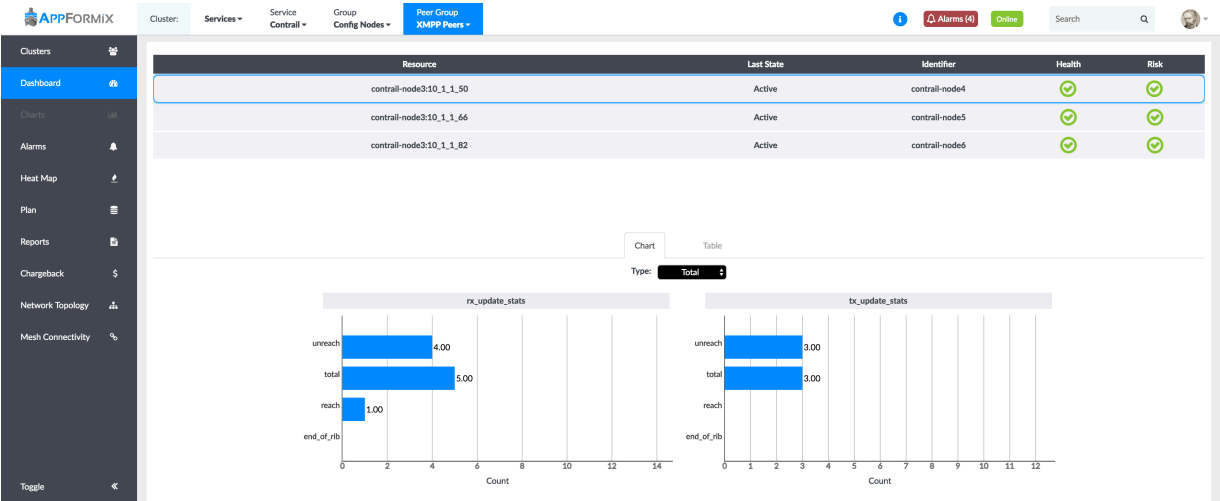 APPFORMIX
Cluster:
Services
Service
Contrail
Group
Config Nodes
Peer Group
XMPP Peers
i
Alarms (4)
Online
Search
Clusters
Dashboard
Charts
Alarms
Heat Map
Plan
Reports
Chargeback
$
Network Topology
Mesh Connectivity
Toggle
Resource Last State Identifier Health Risk
contrail-node3:10_1_1_50 Active contrail-node4
contrail-node3:10_1_1_66 Active contrail-node5
contrail-node3:10_1_1_82 Active contrail-node6
Chart Table
Type: Total
rx_update_stats
unreach 4.00
total 5.00
reach 1.00
end_of_rib
0 2 4 6 8 10 12 14
Count
tx_update_stats
unreach 3.00
total 3.00
reach
end_of_rib
0 1 2 3 4 5 6 7 8 9 10 11 12
Count